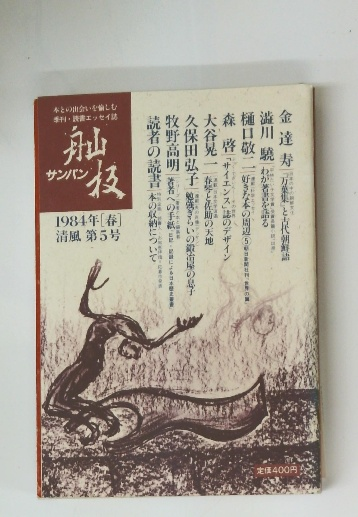 本との出会いを愉しむ
季刊・読書エッセイ誌
舢板
サンパン
1984年[春]
清風 第5号
金達寿「『万葉集』と古代朝鮮語
澁川驍「わが著書を語る
樋口敬二「好きな本の周辺
森啓「『サイエンス』誌のデザイン
大谷晃一「春琴と佐助の天地
久保田弘子「勉強ぎらいの鍛冶屋の息子
牧野高明「『著者』への手紙
読者の読書「本の収納について
定価400円